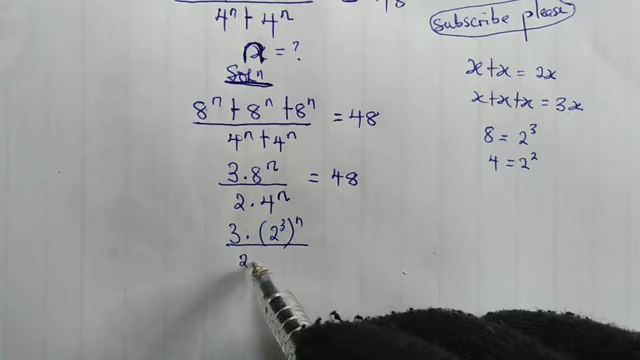 4ⁿ + 4ⁿ = 48
subscribe please
n = ?
Solⁿ
8ⁿ + 8ⁿ + 8ⁿ
4ⁿ + 4ⁿ = 48
3 · 8ⁿ
2 · 4ⁿ = 48
3 · (2³)ⁿ
2
x + x = 2x
x + x + x = 3x
8 = 2³
4 = 2²